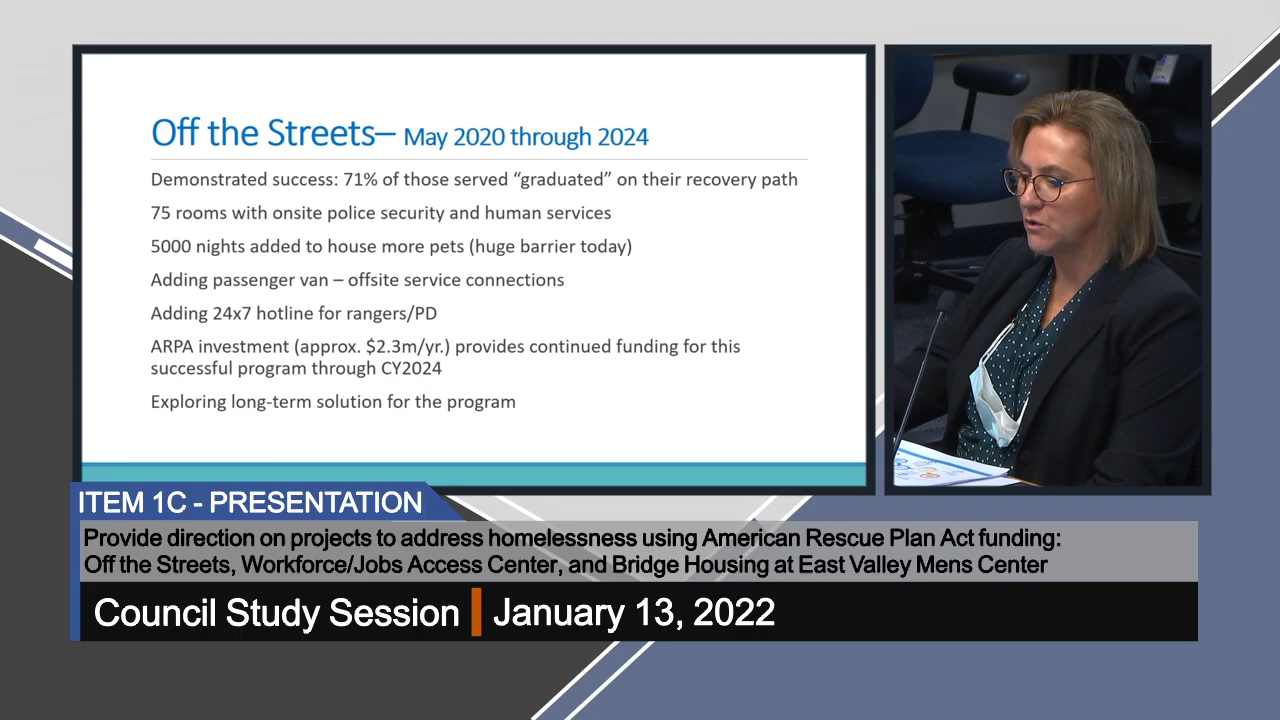 Off the Streets– May 2020 through 2024
Demonstrated success: 71% of those served “graduated” on their recovery path
75 rooms with onsite police security and human services
5000 nights added to house more pets (huge barrier today)
Adding passenger van – offsite service connections
Adding 24x7 hotline for rangers/PD
ARPA investment (approx. $2.3m/yr.) provides continued funding for this
successful program through CY2024
Exploring long-term solution for the program
ITEM 1C - PRESENTATION
Provide direction on projects to address homelessness using American Rescue Plan Act funding:
Off the Streets, Workforce/Jobs Access Center, and Bridge Housing at East Valley Mens Center
Council Study Session
January 13, 2022